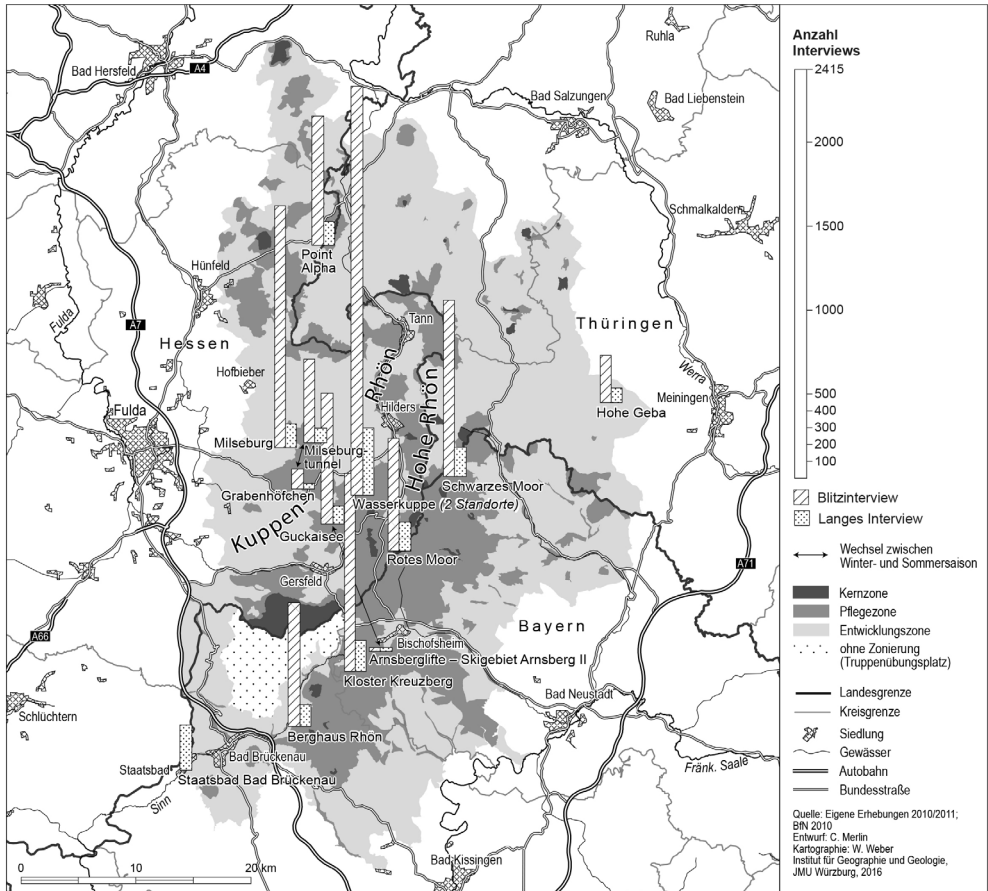 Ruhla
Bad Hersfeld
A4
Bad Salzungen
Bad Liebenstein
Schmalkalden
Point
Alpha
Hünfeld
Fulda
A7
Tann
Thüringen
Hessen
Rhön
Werra
Hofbieber
Hohe Rhön
Meiningen
Hilders
Hohe Geba
Fulda
Milseburg
Milseburg-
tunnel
Schwarzes Moor
Grabenhöfchen
Wasserkuppe (2 Standorte)
Kuppen-
Guckaisee
Rotes Moor
A71
Gersfeld
A66
Bayern
Bischofsheim
Arnsberglifte – Skigebiet Arnsberg II
Kloster Kreuzberg
Bad Neustadt
Schlüchtern
Berghaus Rhön
Bad Brückenau
Fränk. Saale
Staatsbad
Staatsbad Bad Brückenau
Sinn
Bad Kissingen
0 10 20 km
Anzahl
Interviews
2415
2000
1500
1000
500
400
300
200
100
Blitzinterview
Langes Interview
Wechsel zwischen
Winter- und Sommersaison
Kernzone
Pflegezone
Entwicklungszone
ohne Zonierung
(Truppenübungsplatz)
Landesgrenze
Kreisgrenze
Siedlung
Gewässer
Autobahn
Bundesstraße
Quelle: Eigene Erhebungen 2010/2011;
BfN 2010
Entwurf: C. Merlin
Kartographie: W. Weber
Institut für Geographie und Geologie,
JMU Würzburg, 2016